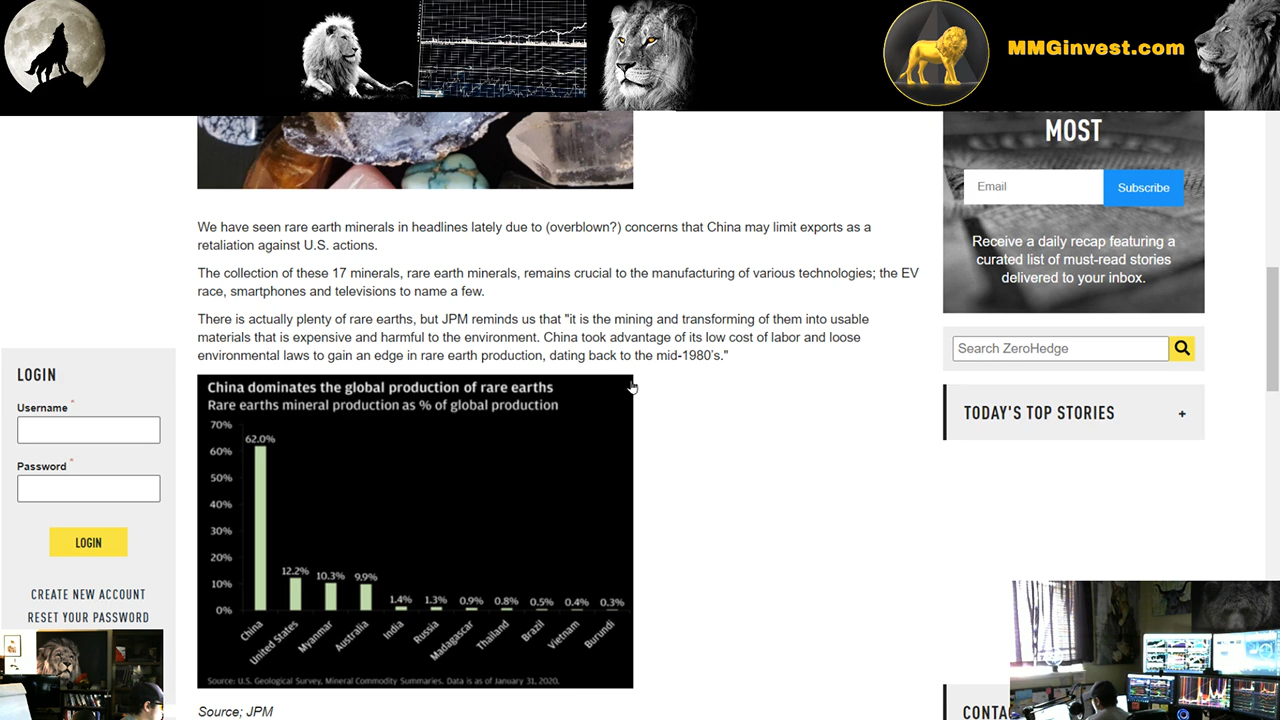 MMGinvest.com
MOST
Email
Subscribe
Receive a daily recap featuring a
curated list of must-read stories
delivered to your inbox.
We have seen rare earth minerals in headlines lately due to (overblown?) concerns that China may limit exports as a
retaliation against U.S. actions.
The collection of these 17 minerals, rare earth minerals, remains crucial to the manufacturing of various technologies; the EV
race, smartphones and televisions to name a few.
There is actually plenty of rare earths, but JPM reminds us that "it is the mining and transforming of them into usable
materials that is expensive and harmful to the environment. China took advantage of its low cost of labor and loose
environmental laws to gain an edge in rare earth production, dating back to the mid-1980's."
Search ZeroHedge
TODAY'S TOP STORIES +
LOGIN
Username *
Password *
LOGIN
CREATE NEW ACCOUNT
RESET YOUR PASSWORD
China dominates the global production of rare earths
Rare earths mineral production as % of global production
70%
60%
50%
40%
30%
20%
10%
0%
62.0%
12.2%
10.3%
9.9%
1.4%
1.3%
0.9%
0.8%
0.5%
0.4%
0.3%
China
United States
Myanmar
Australia
India
Russia
Madagascar
Thailand
Brazil
Vietnam
Burundi
Source: U.S. Geological Survey, Mineral Commodity Summaries. Data is as of January 31, 2020.
Source; JPM